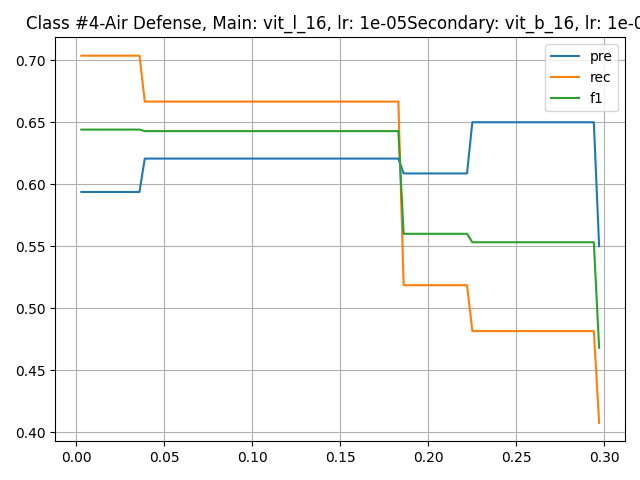 Class #4-Air Defense, Main: vit_l_16, lr: 1e-05Secondary: vit_b_16, lr: 1e-0
pre
rec
f1
0.70
0.65
0.60
0.55
0.50
0.45
0.40
0.00 0.05 0.10 0.15 0.20 0.25 0.30